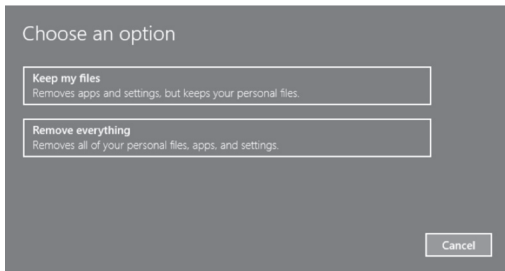 Choose an option
Keep my files
Removes apps and settings, but keeps your personal files.
Remove everything
Removes all of your personal files, apps, and settings.
Cancel